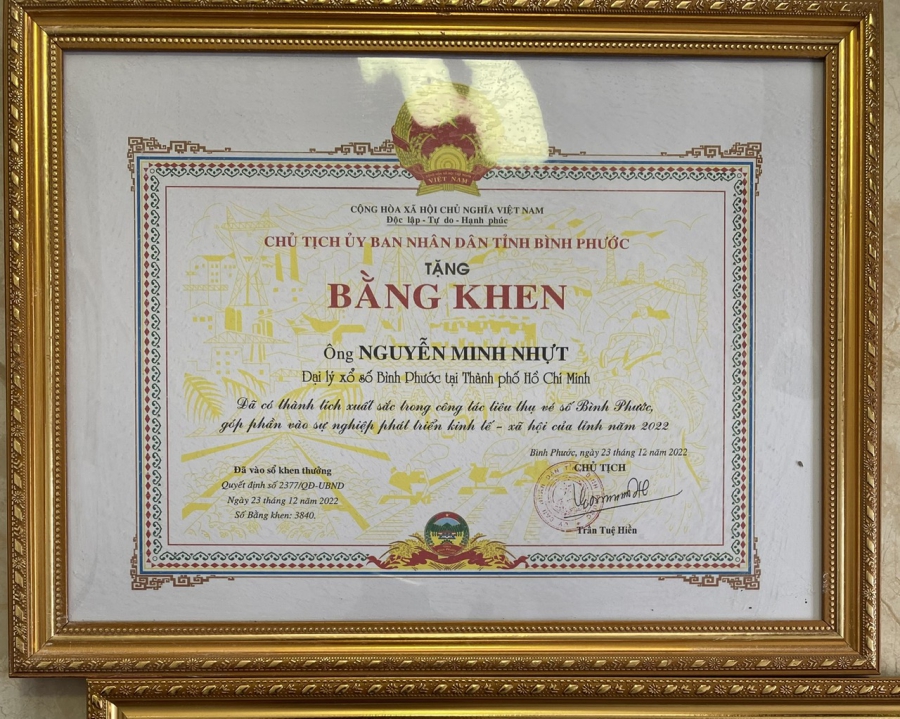 VIỆT NAM
CỘNG HÒA XÃ HỘI CHỦ NGHĨA VIỆT NAM
Độc lập - Tự do - Hạnh phúc
CHỦ TỊCH ỦY BAN NHÂN DÂN TỈNH BÌNH PHƯỚC
TẶNG
BẰNG KHEN
Ông NGUYỄN MINH NHỰT
Đại lý xổ số Bình Phước tại Thành phố Hồ Chí Minh
Đã có thành tích xuất sắc trong công tác tiêu thụ vé số Bình Phước,
góp phần vào sự nghiệp phát triển kinh tế - xã hội của tỉnh năm 2022
Bình Phước, ngày 23 tháng 12 năm 2022
CHỦ TỊCH
Trần Tuệ Hiền
Đã vào sổ khen thưởng
Quyết định số 2377/QĐ-UBND
Ngày 23 tháng 12 năm 2022
Số Bằng khen: 3840.